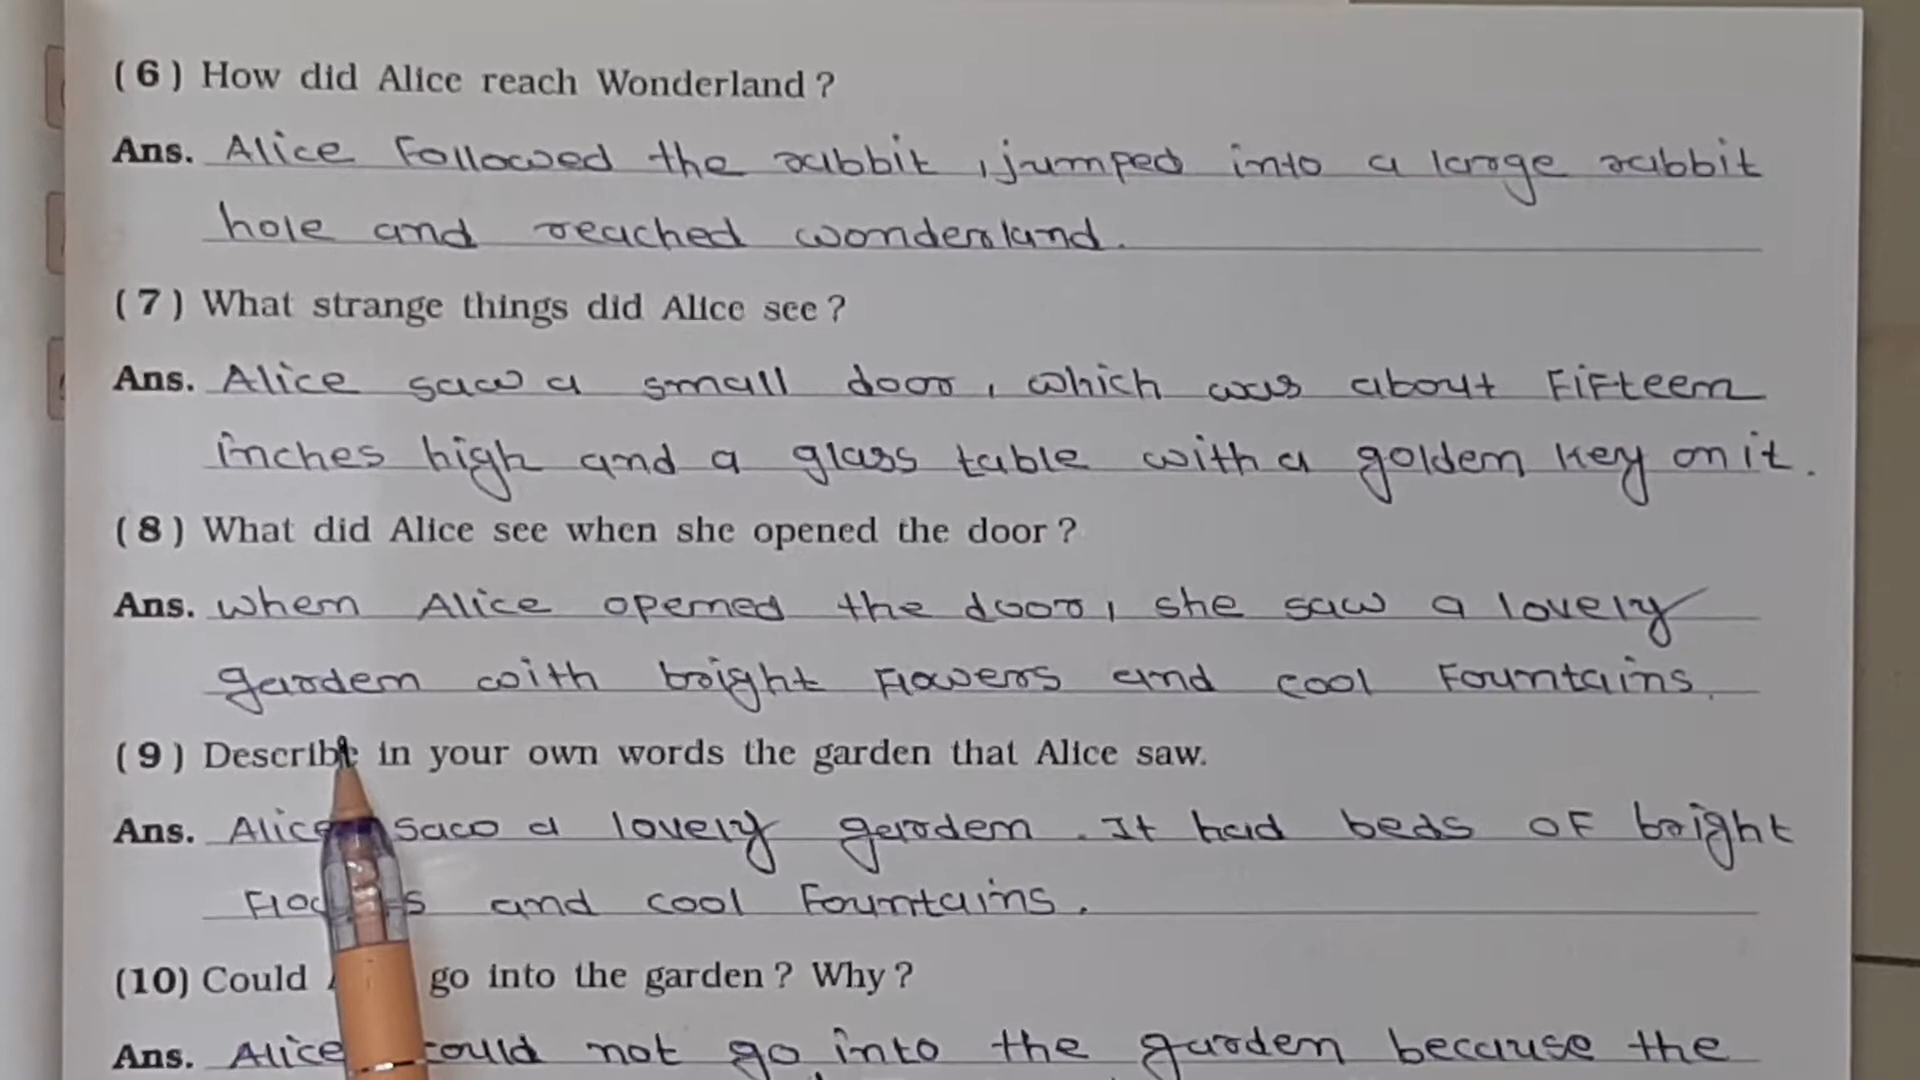 (6) How did Alice reach Wonderland?
Ans. Alice Followed the rabbit, jumped into a large rabbit
hole and reached wonderland.
(7) What strange things did Alice see?
Ans. Alice saw a small door, which was about Fifteen
inches high and a glass table with a golden key on it.
(8) What did Alice see when she opened the door?
Ans. when Alice opened the door, she saw a lovely
garden with bright Flowers and cool Fountains.
(9) Describe in your own words the garden that Alice saw.
Ans. Alice saw a lovely garden. It had beds OF bright
and cool Fountains.
(10) Could go into the garden? Why?
Ans. Alice could not go into the garden because the